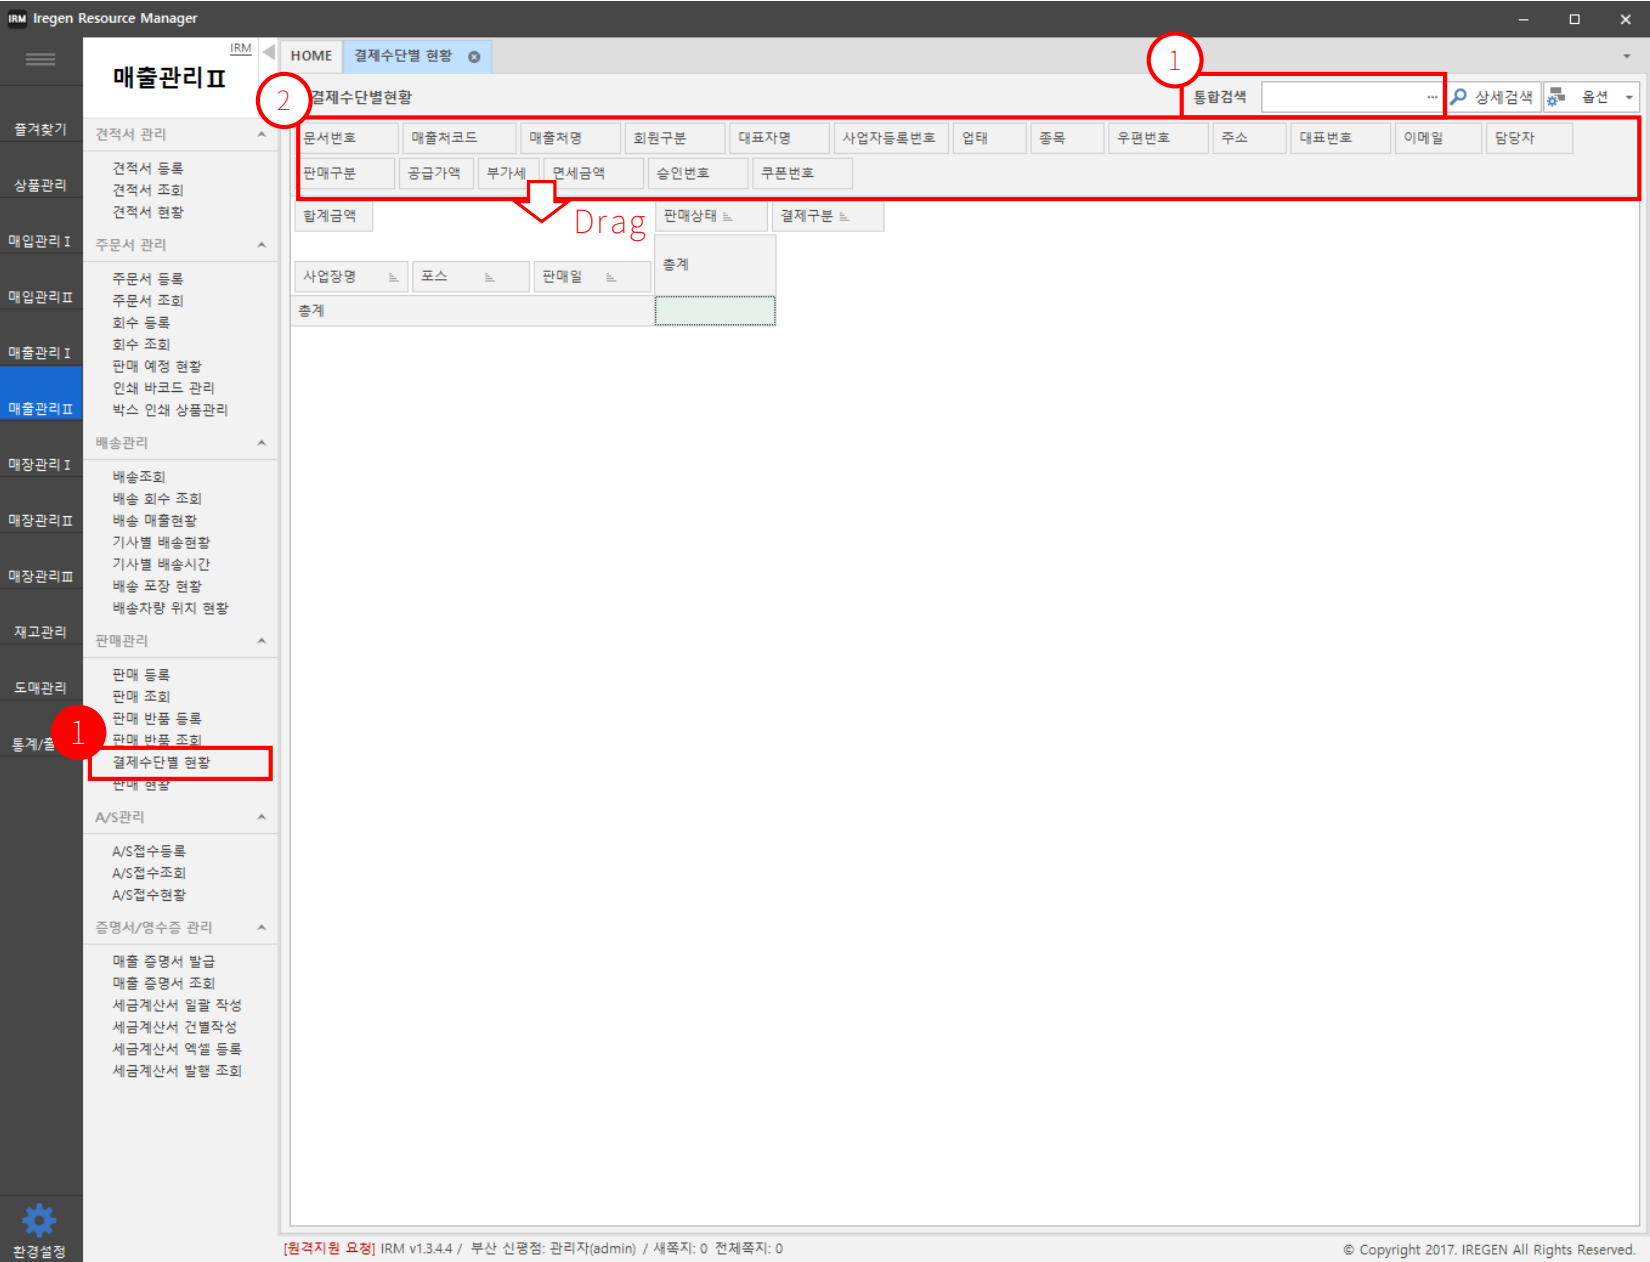 IRM Iregen Resource Manager
즐겨찾기
상품관리
매입관리 I
매입관리 II
매출관리 I
매출관리 II
매장관리 I
매장관리 II
매장관리 III
재고관리
도매관리
통계/출
환경설정
IRM
매출관리 II
견적서 관리
견적서 등록
견적서 조회
견적서 현황
주문서 관리
주문서 등록
주문서 조회
회수 등록
회수 조회
판매 예정 현황
인쇄 바코드 관리
박스 인쇄 상품관리
배송관리
배송조회
배송 회수 조회
배송 매출현황
기사별 배송현황
기사별 배송시간
배송 포장 현황
배송차량 위치 현황
판매관리
판매 등록
판매 조회
판매 반품 등록
판매 반품 조회
1
결제수단별 현황
판매 현황
A/S관리
A/S접수등록
A/S접수조회
A/S접수현황
증명서/영수증 관리
매출 증명서 발급
매출 증명서 조회
세금계산서 일괄 작성
세금계산서 건별작성
세금계산서 엑셀 등록
세금계산서 발행 조회
HOME 결제수단별 현황
1
2
결제수단별현황 통합검색 ··· 상세검색 옵션
문서번호 매출처코드 매출처명 회원구분 대표자명 사업자등록번호 업태 종목 우편번호 주소 대표번호 이메일 담당자
판매구분 공급가액 부가세 면세금액 승인번호 쿠폰번호
합계금액 Drag 판매상태 결제구분
총계
사업장명 포스 판매일
총계
[원격지원 요청] IRM v1.3.4.4 / 부산 신평점: 관리자(admin) / 새쪽지: 0 전체쪽지: 0
© Copyright 2017. IREGEN All Rights Reserved.